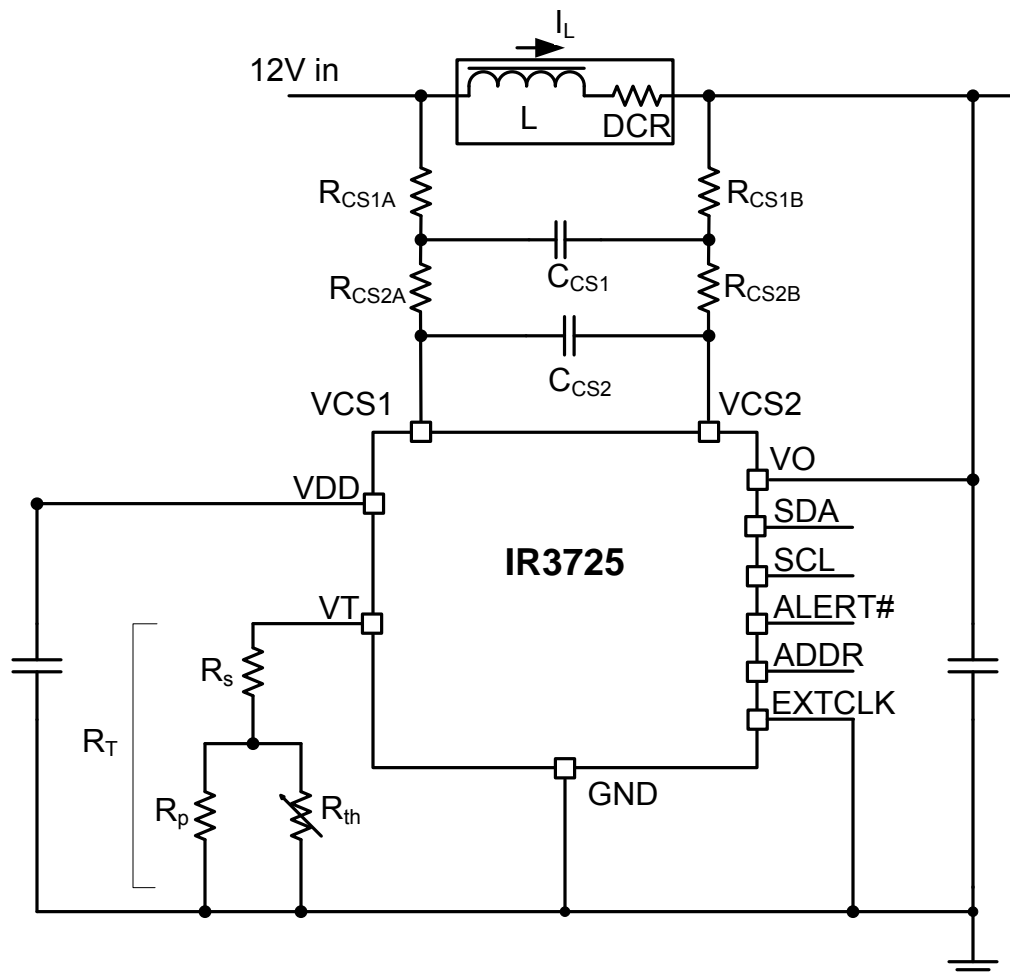 I_L
12V in
L
DCR
R_CS1A
R_CS1B
C_CS1
R_CS2A
R_CS2B
C_CS2
VCS1
VCS2
VO
VDD
SDA
IR3725
SCL
VT
ALERT#
R_s
ADDR
EXTCLK
R_T
GND
R_p
R_th